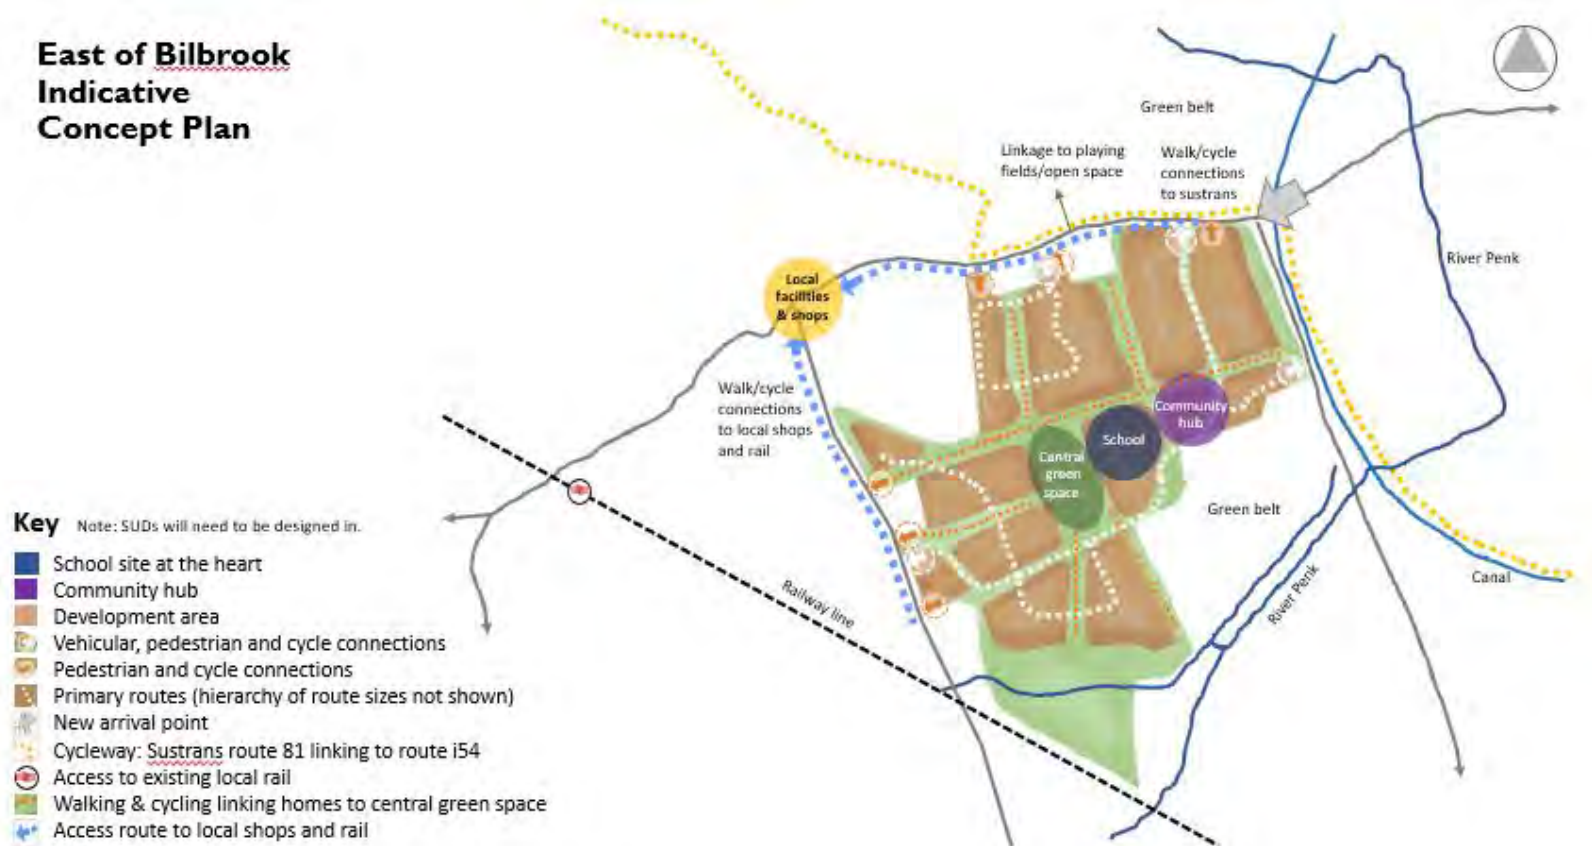 East of Bilbrook
Indicative
Concept Plan
Green belt
Linkage to playing
fields/open space
Walk/cycle
connections
to sustrans
River Penk
Local
facilities
& shops
Walk/cycle
connections
to local shops
and rail
Community
hub
School
Central
green
space
Green belt
Canal
River Penk
Railway line
Key Note: SUDs will need to be designed in.
School site at the heart
Community hub
Development area
Vehicular, pedestrian and cycle connections
Pedestrian and cycle connections
Primary routes (hierarchy of route sizes not shown)
New arrival point
Cycleway: Sustrans route 81 linking to route i54
Access to existing local rail
Walking & cycling linking homes to central green space
Access route to local shops and rail